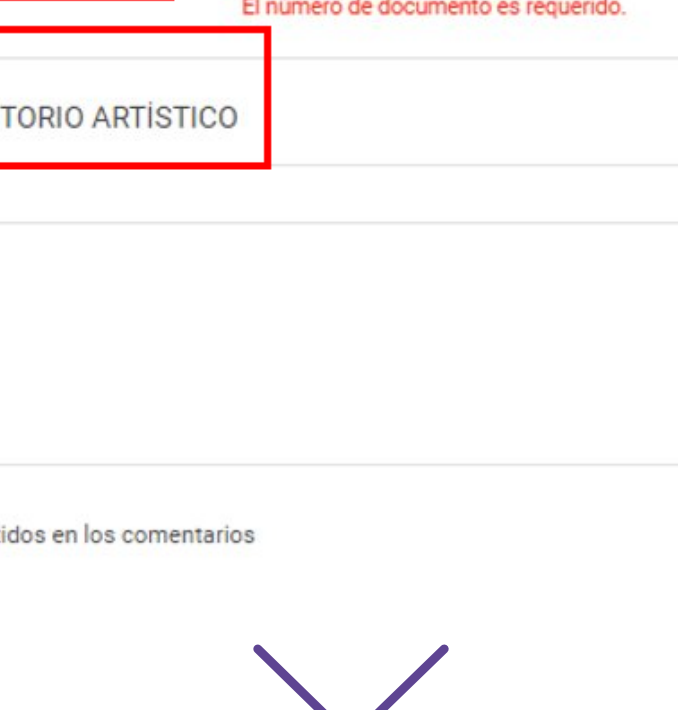 El número de documento es requerido.
TORIO ARTÍSTICO
idos en los comentarios